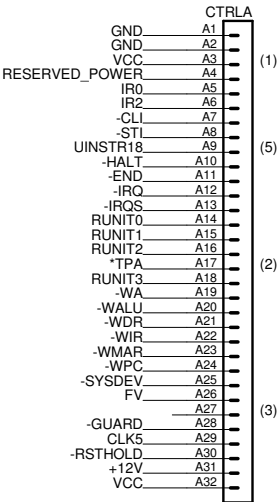 CTRLA
GND A1
GND A2
VCC A3 (1)
RESERVED_POWER A4
IR0 A5
IR2 A6
-CLI A7
-STI A8
UINSTR18 A9 (5)
-HALT A10
-END A11
-IRQ A12
-IRQS A13
RUNIT0 A14
RUNIT1 A15
RUNIT2 A16
*TPA A17 (2)
RUNIT3 A18
-WA A19
-WALU A20
-WDR A21
-WIR A22
-WMAR A23
-WPC A24
-SYSDEV A25
FV A26
A27 (3)
-GUARD A28
CLK5 A29
-RSTHOLD A30
+12V A31
VCC A32